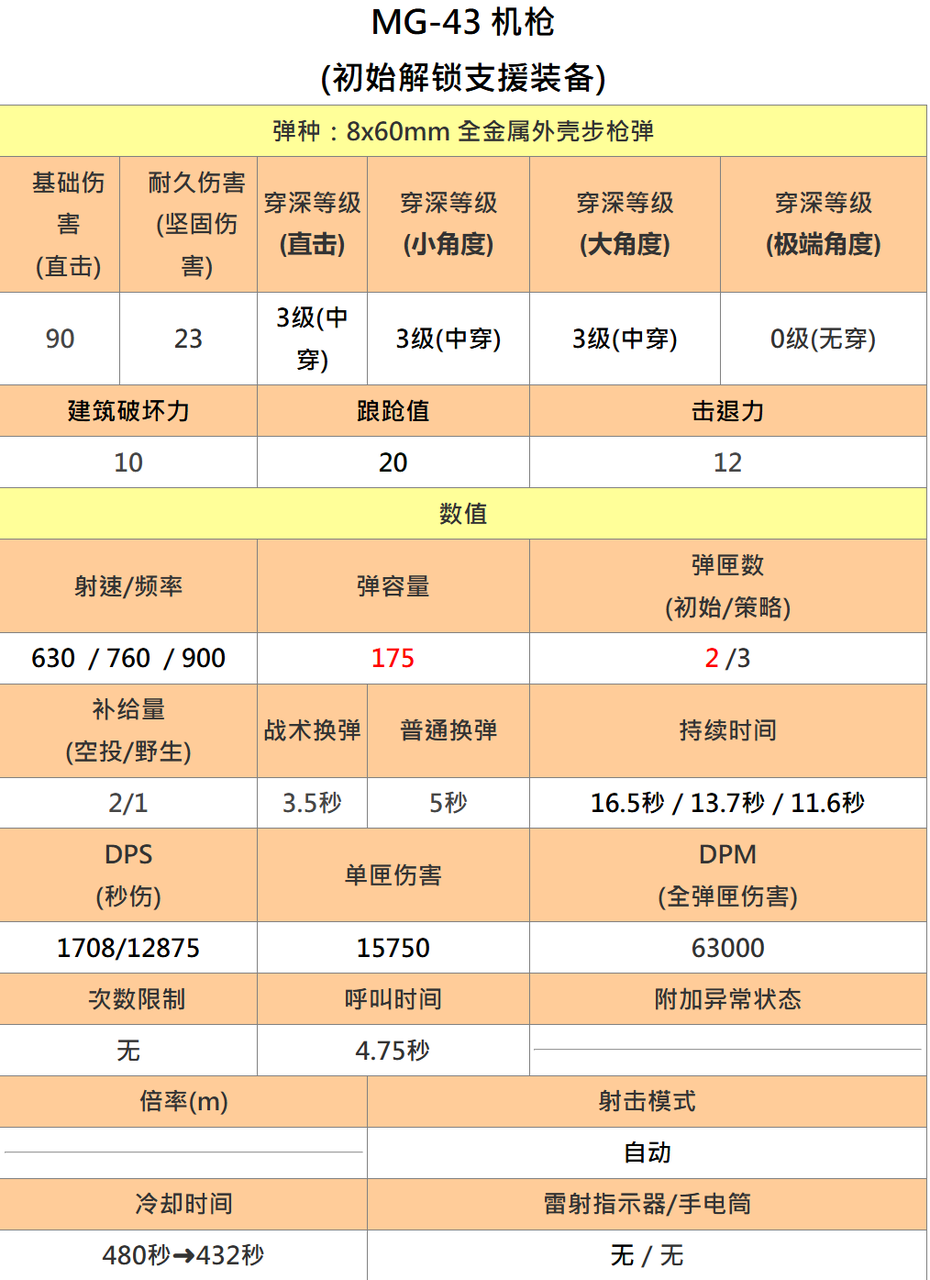 MG-43 机枪
(初始解锁支援装备)
弹种：8x60mm 全金属外壳步枪弹
基础伤
害
(直击)
耐久伤害
(坚固伤
害)
穿深等级
(直击)
穿深等级
(小角度)
穿深等级
(大角度)
穿深等级
(极端角度)
90
23
3级(中
穿)
3级(中穿)
3级(中穿)
0级(无穿)
建筑破坏力
踉跄值
击退力
10
20
12
数值
射速/频率
弹容量
弹匣数
(初始/策略)
630 / 760 / 900
175
2 /3
补给量
(空投/野生)
战术换弹
普通换弹
持续时间
2/1
3.5秒
5秒
16.5秒 / 13.7秒 / 11.6秒
DPS
(秒伤)
单匣伤害
DPM
(全弹匣伤害)
1708/12875
15750
63000
次数限制
呼叫时间
附加异常状态
无
4.75秒
倍率(m)
射击模式
自动
冷却时间
雷射指示器/手电筒
480秒➜432秒
无 / 无